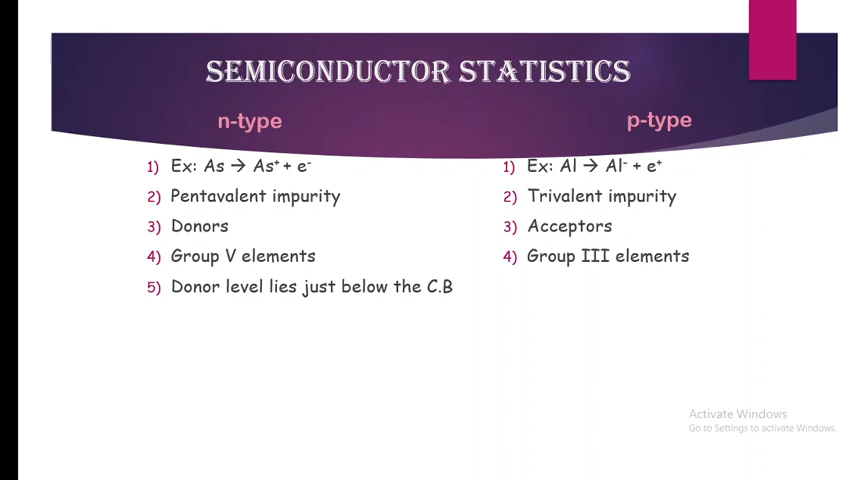 SEMICONDUCTOR STATISTICS
n-type
1) Ex: As → As⁺ + e⁻
2) Pentavalent impurity
3) Donors
4) Group V elements
5) Donor level lies just below the C.B
p-type
1) Ex: Al → Al⁻ + e⁺
2) Trivalent impurity
3) Acceptors
4) Group III elements
Activate Windows
Go to Settings to activate Windows.